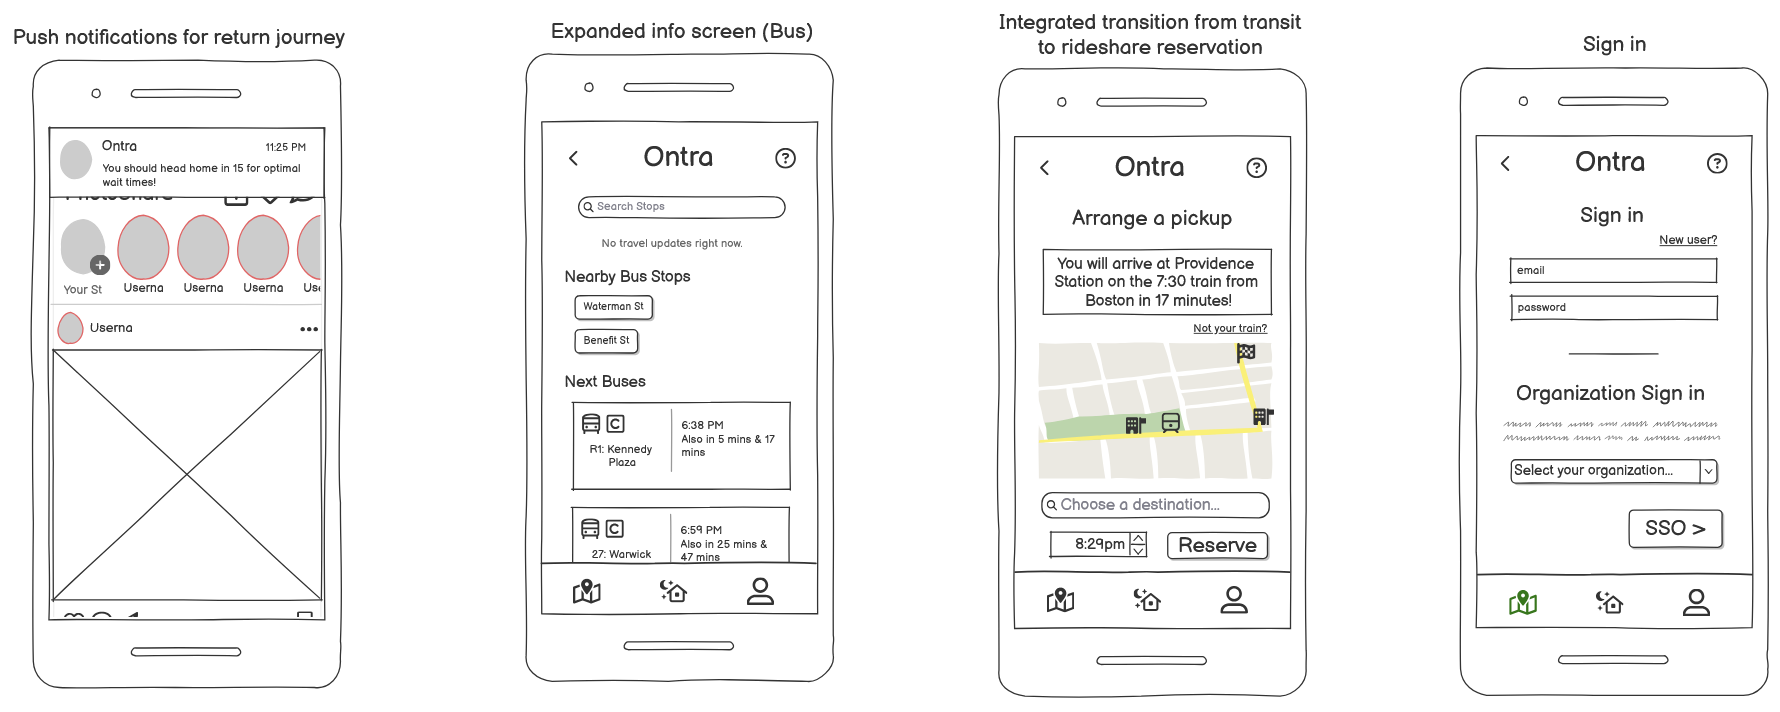 Push notifications for return journey
Ontra
11:25 PM
You should head home in 15 for optimal
wait times!
Your St
Userna
Userna
Userna
Use
Userna
Expanded info screen (Bus)
Ontra
?
Search Stops
No travel updates right now.
Nearby Bus Stops
Waterman St
Benefit St
Next Buses
C
R1: Kennedy
Plaza
6:38 PM
Also in 5 mins & 17
mins
C
27: Warwick
6:59 PM
Also in 25 mins &
47 mins
Integrated transition from transit
to rideshare reservation
Ontra
?
Arrange a pickup
You will arrive at Providence
Station on the 7:30 train from
Boston in 17 minutes!
Not your train?
Choose a destination...
8:29pm
Reserve
Sign in
Ontra
?
Sign in
New user?
email
password
Organization Sign in
Select your organization...
SSO >